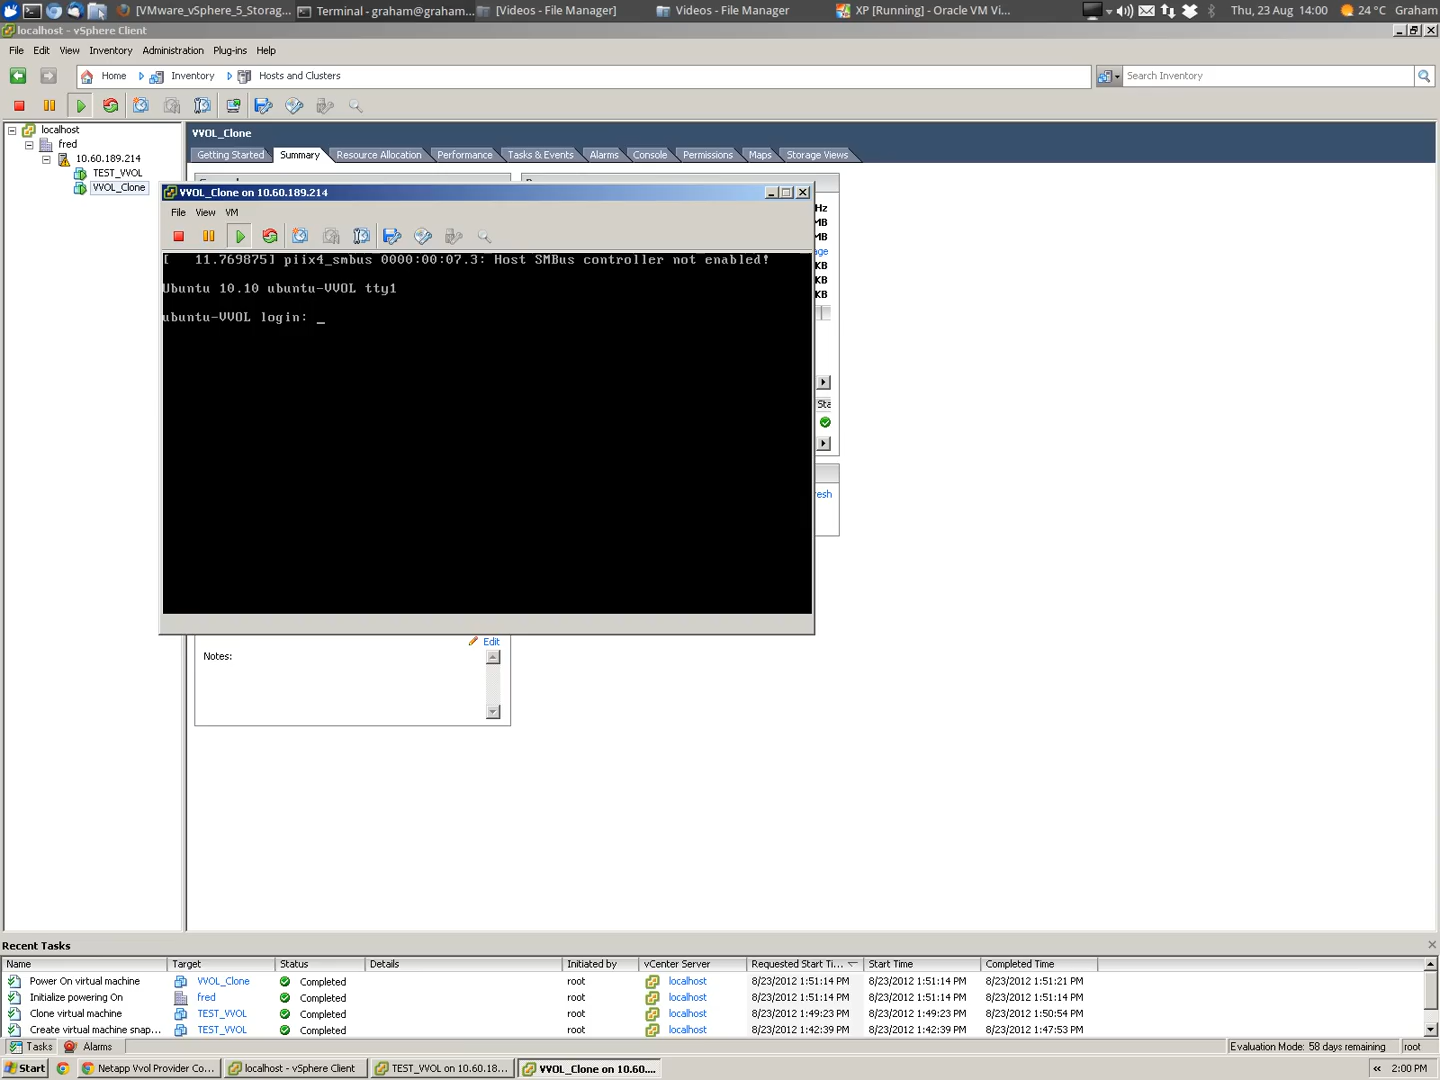 [VMware_vSphere_5_Storag... Terminal - graham@graham... [Videos - File Manager] Videos - File Manager XP [Running] - Oracle VM Vi... Thu, 23 Aug 14:00 24 °C Graham
localhost - vSphere Client
File Edit View Inventory Administration Plug-ins Help
Home Inventory Hosts and Clusters Search Inventory
localhost
fred
10.60.189.214
TEST_VVOL
VVOL_Clone
VVOL_Clone
Getting Started Summary Resource Allocation Performance Tasks & Events Alarms Console Permissions Maps Storage Views
VVOL_Clone on 10.60.189.214
File View VM
[ 11.769875] piix4_smbus 0000:00:07.3: Host SMBus controller not enabled!
Ubuntu 10.10 ubuntu-VVOL tty1
ubuntu-VVOL login: _
Hz
MB
MB
age
KB
KB
KB
Sta
resh
Edit
Notes:
Recent Tasks
Name Target Status Details Initiated by vCenter Server Requested Start Ti... Start Time Completed Time
Power On virtual machine VVOL_Clone Completed root localhost 8/23/2012 1:51:14 PM 8/23/2012 1:51:14 PM 8/23/2012 1:51:21 PM
Initialize powering On fred Completed root localhost 8/23/2012 1:51:14 PM 8/23/2012 1:51:14 PM 8/23/2012 1:51:14 PM
Clone virtual machine TEST_VVOL Completed root localhost 8/23/2012 1:49:23 PM 8/23/2012 1:49:23 PM 8/23/2012 1:50:54 PM
Create virtual machine snap... TEST_VVOL Completed root localhost 8/23/2012 1:42:39 PM 8/23/2012 1:42:39 PM 8/23/2012 1:47:53 PM
Tasks Alarms Evaluation Mode: 58 days remaining root
Start Netapp Vvol Provider Co... localhost - vSphere Client TEST_VVOL on 10.60.18... VVOL_Clone on 10.60.... « 2:00 PM